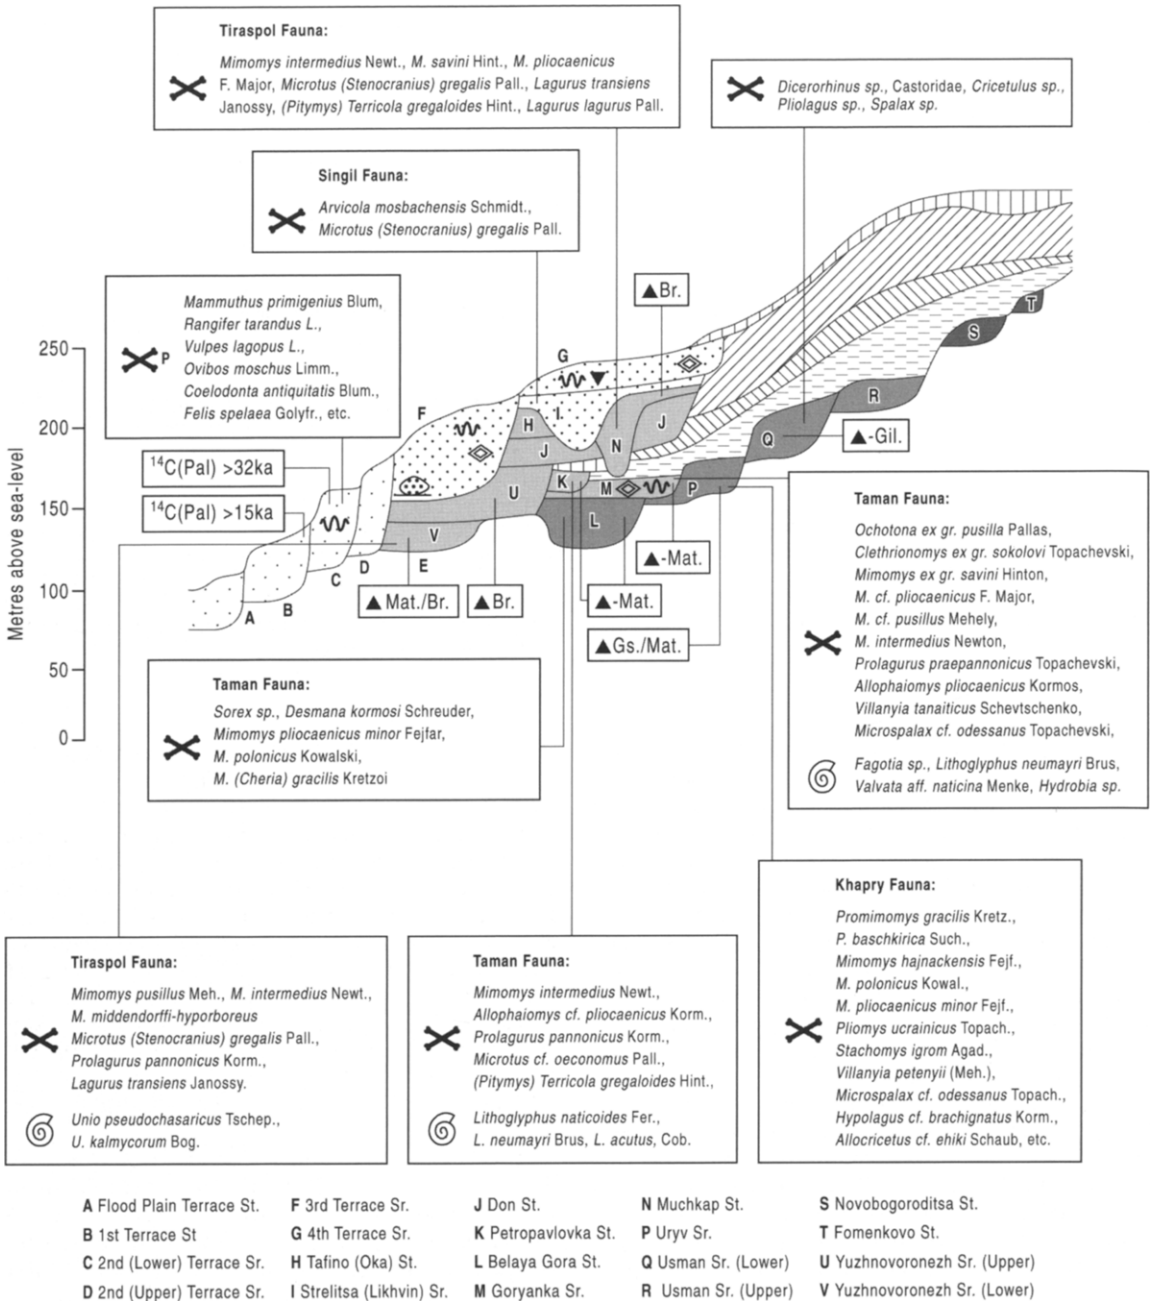 Tiraspol Fauna:
Mimomys intermedius Newt., M. savini Hint., M. pliocaenicus
F. Major, Microtus (Stenocranius) gregalis Pall., Lagurus transiens
Janossy, (Pitymys) Terricola gregaloides Hint., Lagurus lagurus Pall.
Dicerorhinus sp., Castoridae, Cricetulus sp.,
Pliolagus sp., Spalax sp.
Singil Fauna:
Arvicola mosbachensis Schmidt.,
Microtus (Stenocranius) gregalis Pall.
P
Mammuthus primigenius Blum,
Rangifer tarandus L.,
Vulpes lagopus L.,
Ovibos moschus Limm.,
Coelodonta antiquitatis Blum.,
Felis spelaea Golyfr., etc.
▲Br.
Metres above sea-level
250
200
150
100
50
0
14C(Pal) >32ka
14C(Pal) >15ka
A
B
C
D
E
F
G
H
I
J
J
K
L
M
N
P
Q
R
S
T
U
V
▲-Gil.
▲-Mat.
▲Mat./Br.
▲Br.
▲-Mat.
▲Gs./Mat.
Taman Fauna:
Ochotona ex gr. pusilla Pallas,
Clethrionomys ex gr. sokolovi Topachevski,
Mimomys ex gr. savini Hinton,
M. cf. pliocaenicus F. Major,
M. cf. pusillus Mehely,
M. intermedius Newton,
Prolagurus praepannonicus Topachevski,
Allophaiomys pliocaenicus Kormos,
Villanyia tanaiticus Schevtschenko,
Microspalax cf. odessanus Topachevski,
Fagotia sp., Lithoglyphus neumayri Brus,
Valvata aff. naticina Menke, Hydrobia sp.
Taman Fauna:
Sorex sp., Desmana kormosi Schreuder,
Mimomys pliocaenicus minor Fejfar,
M. polonicus Kowalski,
M. (Cheria) gracilis Kretzoi
Khapry Fauna:
Promimomys gracilis Kretz.,
P. baschkirica Such.,
Mimomys hajnackensis Fejf.,
M. polonicus Kowal.,
M. pliocaenicus minor Fejf.,
Pliomys ucrainicus Topach.,
Stachomys igrom Agad.,
Villanyia petenyii (Meh.),
Microspalax cf. odessanus Topach.,
Hypolagus cf. brachignatus Korm.,
Allocricetus cf. ehiki Schaub, etc.
Tiraspol Fauna:
Mimomys pusillus Meh., M. intermedius Newt.,
M. middendorffi-hyporboreus
Microtus (Stenocranius) gregalis Pall.,
Prolagurus pannonicus Korm.,
Lagurus transiens Janossy.
Unio pseudochasaricus Tschep.,
U. kalmycorum Bog.
Taman Fauna:
Mimomys intermedius Newt.,
Allophaiomys cf. pliocaenicus Korm.,
Prolagurus pannonicus Korm.,
Microtus cf. oeconomus Pall.,
(Pitymys) Terricola gregaloides Hint.,
Lithoglyphus naticoides Fer.,
L. neumayri Brus, L. acutus, Cob.
A Flood Plain Terrace St.
B 1st Terrace St
C 2nd (Lower) Terrace Sr.
D 2nd (Upper) Terrace Sr.
F 3rd Terrace Sr.
G 4th Terrace Sr.
H Tafino (Oka) St.
I Strelitsa (Likhvin) Sr.
J Don St.
K Petropavlovka St.
L Belaya Gora St.
M Goryanka Sr.
N Muchkap St.
P Uryv Sr.
Q Usman Sr. (Lower)
R Usman Sr. (Upper)
S Novobogoroditsa St.
T Fomenkovo St.
U Yuzhnovoronezh Sr. (Upper)
V Yuzhnovoronezh Sr. (Lower)